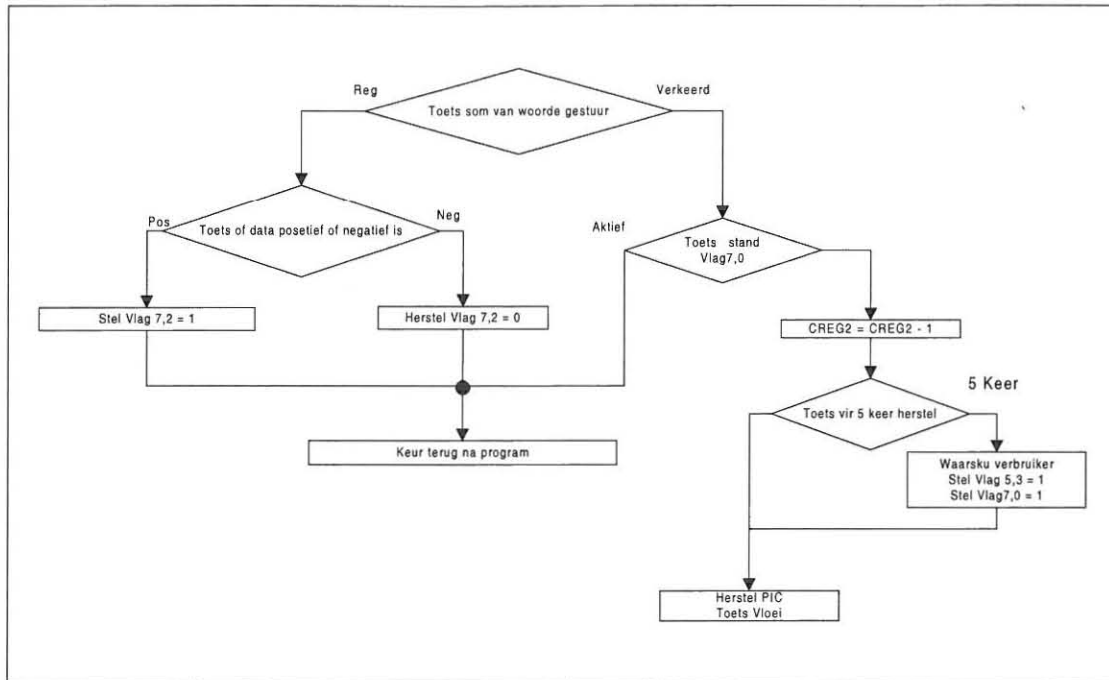 Reg
Verkeerd
Toets som van woorde gestuur
Pos
Neg
Toets of data posetief of negatief is
Aktief
Toets stand
Vlag7,0
Stel Vlag 7,2 = 1
Herstel Vlag 7,2 = 0
CREG2 = CREG2 - 1
5 Keer
Toets vir 5 keer herstel
Keur terug na program
Waarsku verbruiker
Stel Vlag 5,3 = 1
Stel Vlag7,0 = 1
Herstel PIC
Toets Vloei